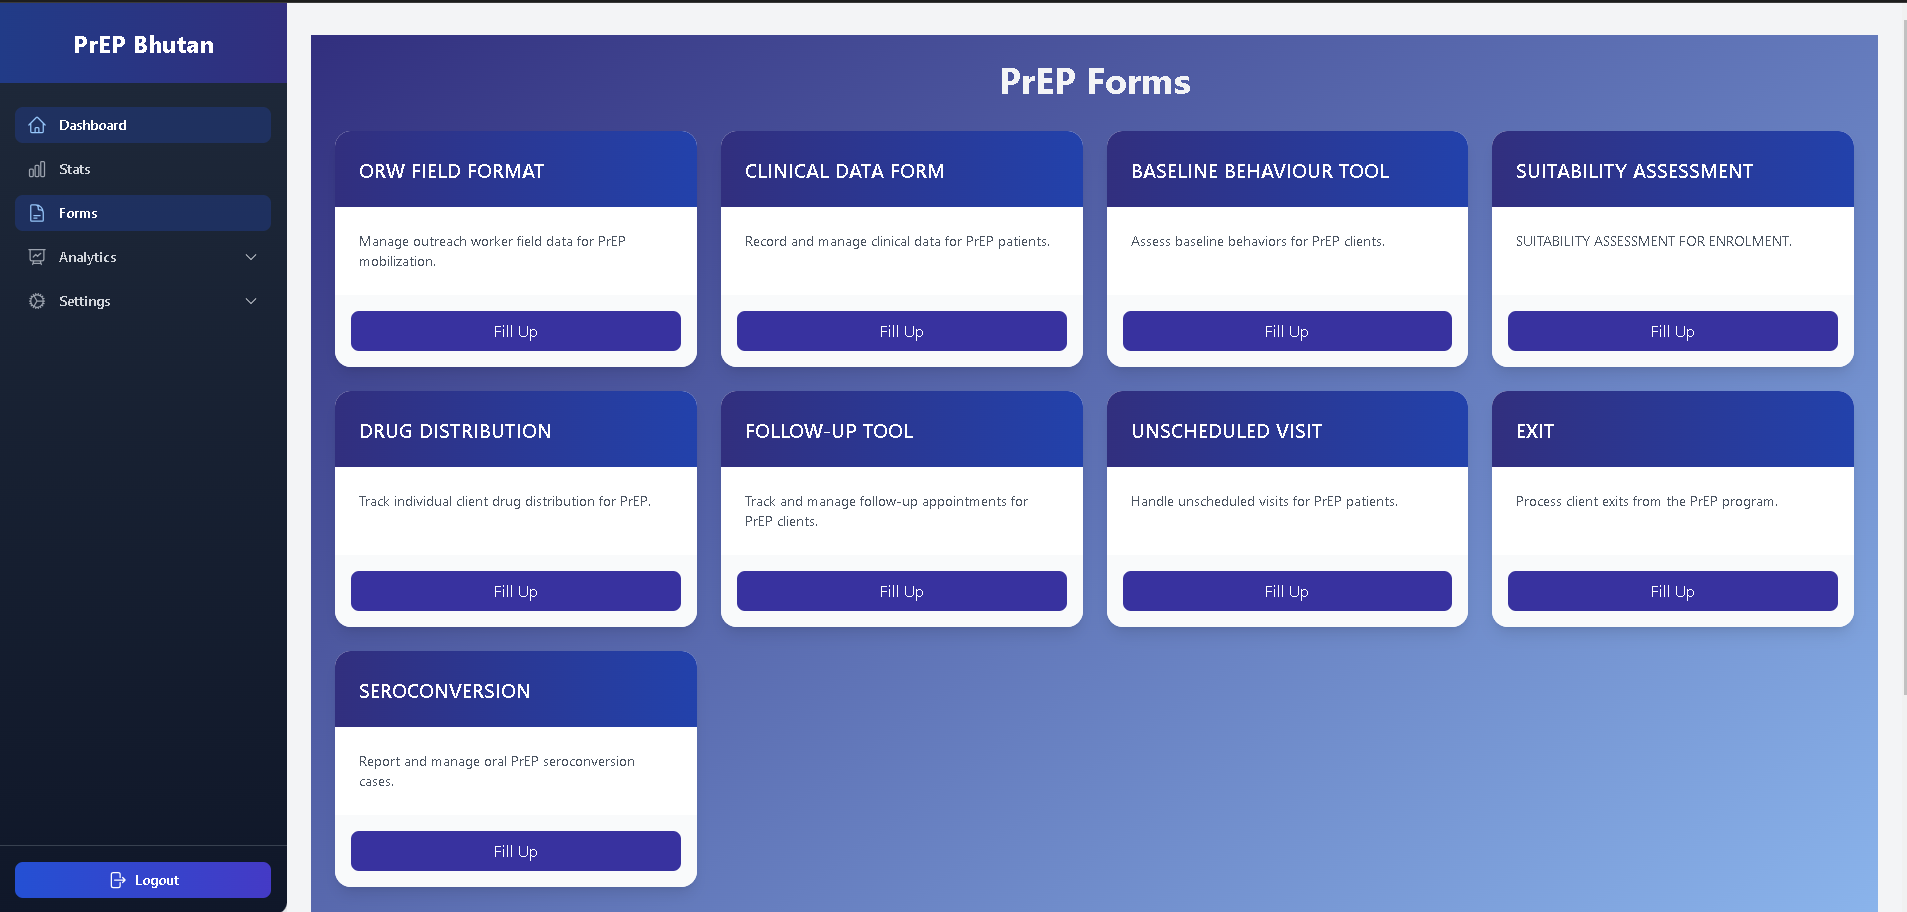 PrEP Bhutan
Dashboard
Stats
Forms
Analytics
Settings
Logout
PrEP Forms
ORW FIELD FORMAT
Manage outreach worker field data for PrEP
mobilization.
Fill Up
CLINICAL DATA FORM
Record and manage clinical data for PrEP patients.
Fill Up
BASELINE BEHAVIOUR TOOL
Assess baseline behaviors for PrEP clients.
Fill Up
SUITABILITY ASSESSMENT
SUITABILITY ASSESSMENT FOR ENROLMENT.
Fill Up
DRUG DISTRIBUTION
Track individual client drug distribution for PrEP.
Fill Up
FOLLOW-UP TOOL
Track and manage follow-up appointments for
PrEP clients.
Fill Up
UNSCHEDULED VISIT
Handle unscheduled visits for PrEP patients.
Fill Up
EXIT
Process client exits from the PrEP program.
Fill Up
SEROCONVERSION
Report and manage oral PrEP seroconversion
cases.
Fill Up